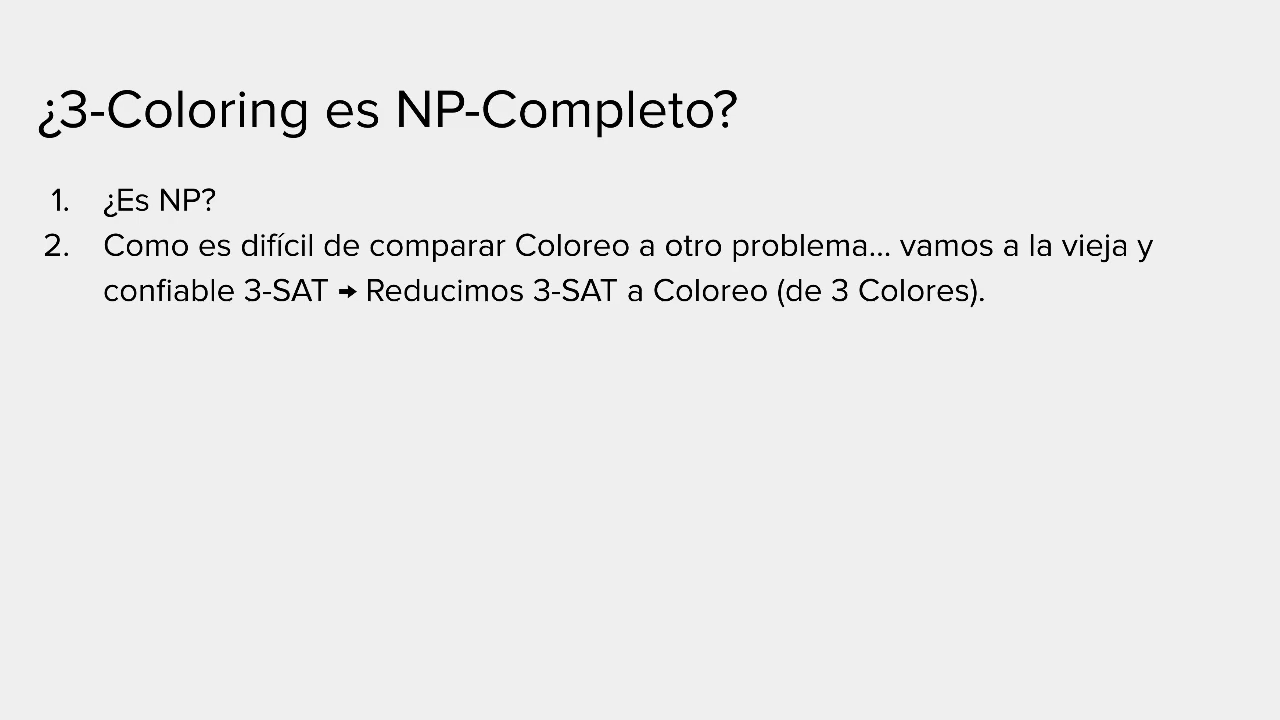 ¿3-Coloring es NP-Completo?
1. ¿Es NP?
2. Como es difícil de comparar Coloreo a otro problema... vamos a la vieja y
confiable 3-SAT → Reducimos 3-SAT a Coloreo (de 3 Colores).